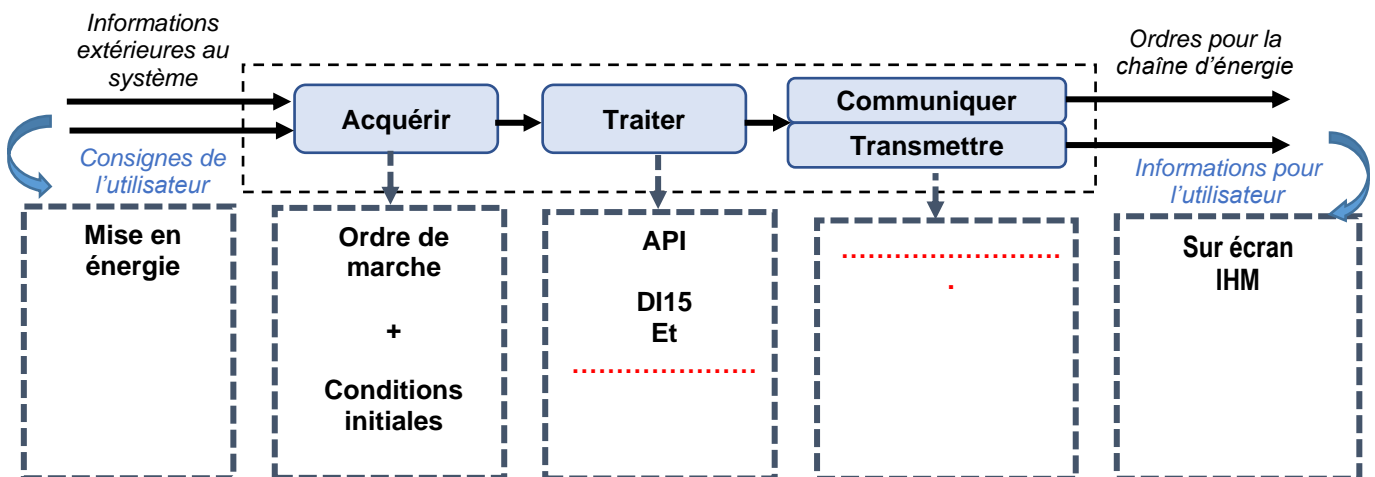 Informations
extérieures au
système
Ordres pour la
chaîne d'énergie
Acquérir
Traiter
Communiquer
Transmettre
Consignes de
l'utilisateur
Informations pour
l'utilisateur
Mise en
énergie
Ordre de
marche
+
Conditions
initiales
API
DI15
Et
.....................
.........................
.
Sur écran
IHM